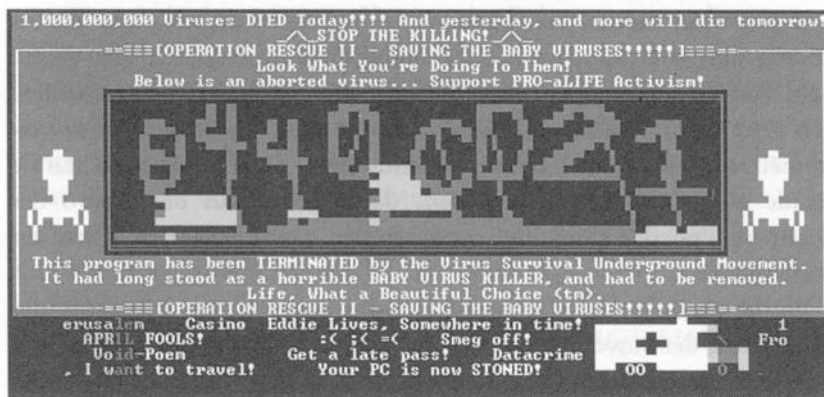 1,000,000,000 Viruses DIED Today!!!! And yesterday, and more will die tomorrow!
_/\_STOP THE KILLING!_/\_
==≡≡≡[OPERATION RESCUE II - SAVING THE BABY VIRUSES!!!!!]≡≡≡==
Look What You're Doing To Them!
Below is an aborted virus... Support PRO-aLIFE Activism!
B440CD21
This program has been TERMINATED by the Virus Survival Underground Movement.
It had long stood as a horrible BABY VIRUS KILLER, and had to be removed.
Life, What a Beautiful Choice (tm).
==≡≡≡[OPERATION RESCUE II - SAVING THE BABY VIRUSES!!!!!]≡≡≡==
erusalem Casino Eddie Lives, Somewhere in time! 1
APRIL FOOLS! :( ;( =( Smeg off! Fro
Void-Poem Get a late pass! Datacrime
, I want to travel! Your PC is now STONED! OO O